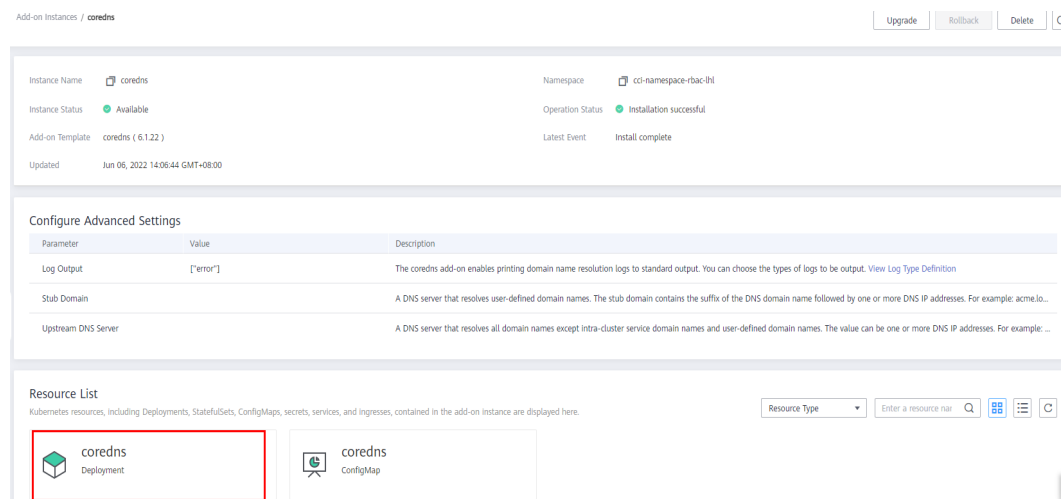 Add-on Instances / coredns
Upgrade Rollback Delete
Instance Name coredns Namespace cci-namespace-rbac-lhl
Instance Status Available Operation Status Installation successful
Add-on Template coredns ( 6.1.22 ) Latest Event Install complete
Updated Jun 06, 2022 14:06:44 GMT+08:00
Configure Advanced Settings
Parameter Value Description
Log Output ["error"] The coredns add-on enables printing domain name resolution logs to standard output. You can choose the types of logs to be output. View Log Type Definition
Stub Domain A DNS server that resolves user-defined domain names. The stub domain contains the suffix of the DNS domain name followed by one or more DNS IP addresses. For example: acme.lo...
Upstream DNS Server A DNS server that resolves all domain names except intra-cluster service domain names and user-defined domain names. The value can be one or more DNS IP addresses. For example: ...
Resource List
Kubernetes resources, including Deployments, StatefulSets, ConfigMaps, secrets, services, and ingresses, contained in the add-on instance are displayed here.
Resource Type Enter a resource nar
coredns coredns
Deployment ConfigMap